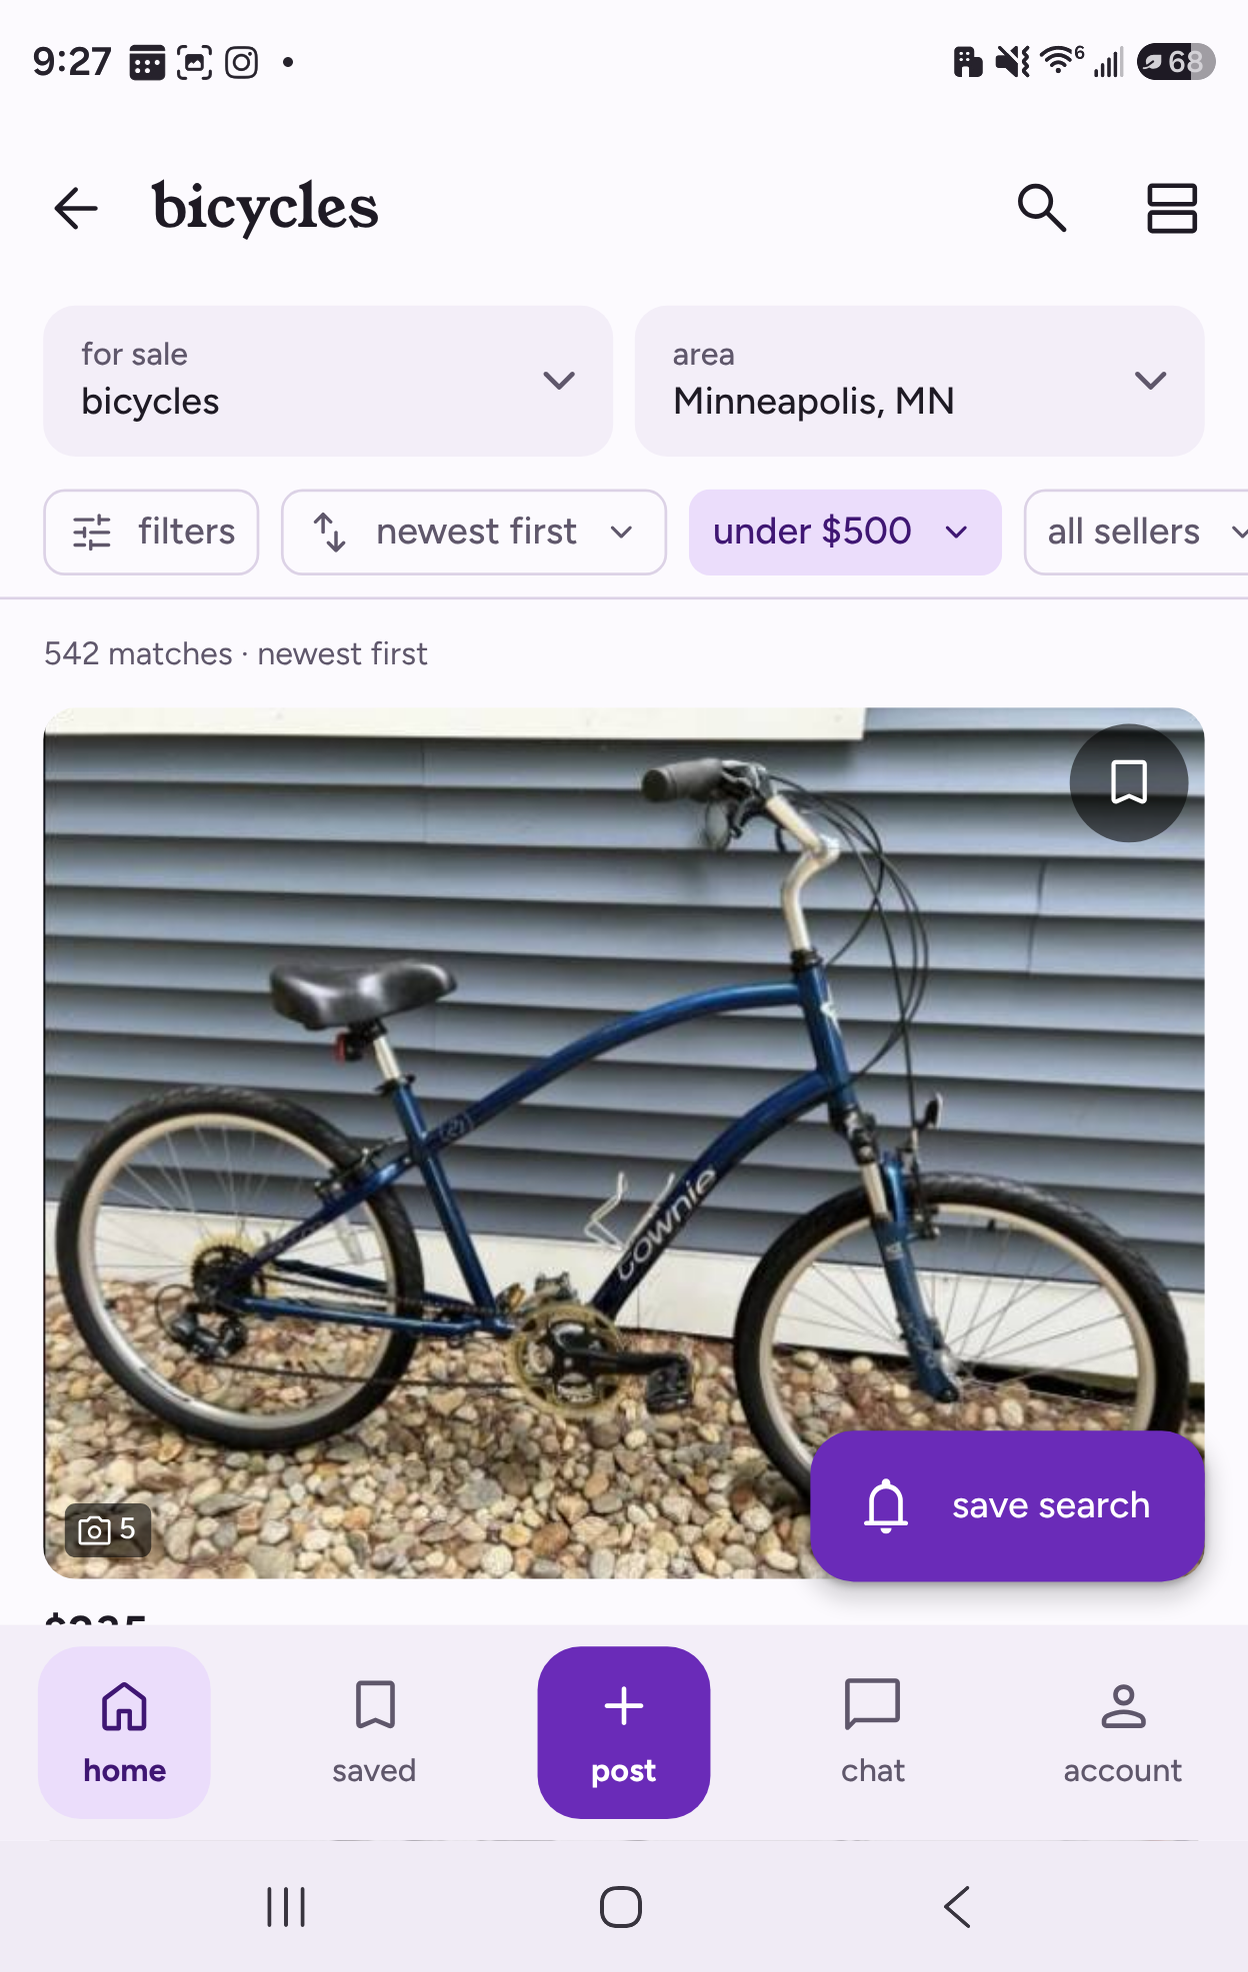 9:27
6
68
bicycles
for sale
bicycles
area
Minneapolis, MN
filters
newest first
under $500
all sellers
542 matches · newest first
Townie
5
save search
home
saved
post
chat
account